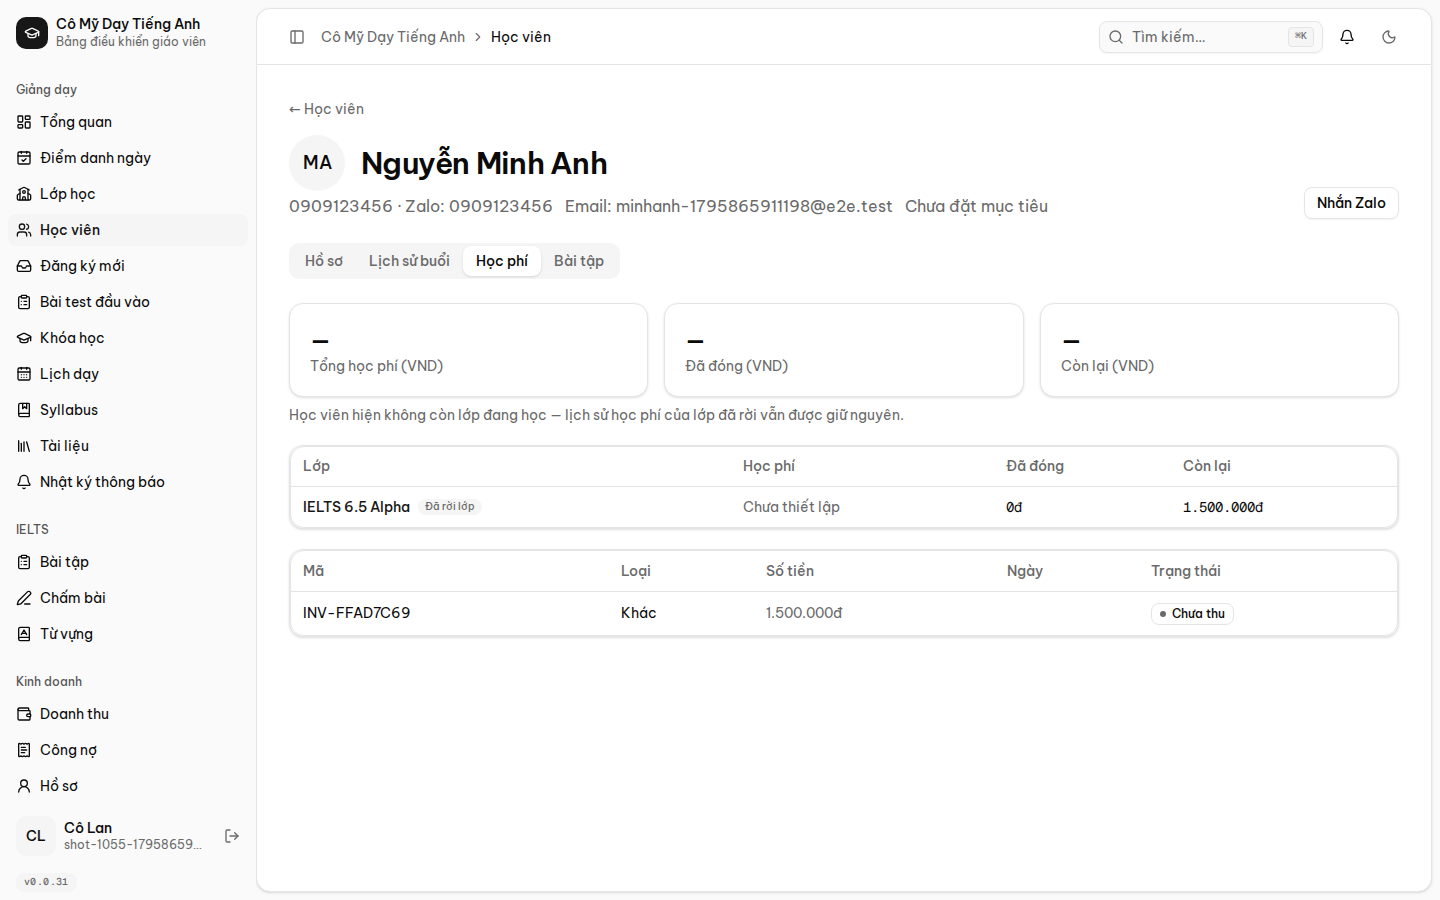 Cô Mỹ Dạy Tiếng Anh
Bảng điều khiển giáo viên
Giảng dạy
Tổng quan
Điểm danh ngày
Lớp học
Học viên
Đăng ký mới
Bài test đầu vào
Khóa học
Lịch dạy
Syllabus
Tài liệu
Nhật ký thông báo
IELTS
Bài tập
Chấm bài
Từ vựng
Kinh doanh
Doanh thu
Công nợ
Hồ sơ
CL
Cô Lan
shot-1055-17958659...
v0.0.31
Cô Mỹ Dạy Tiếng Anh > Học viên
Tìm kiếm... ⌘K
← Học viên
MA Nguyễn Minh Anh
0909123456 · Zalo: 0909123456 Email: minhanh-1795865911198@e2e.test Chưa đặt mục tiêu
Nhắn Zalo
Hồ sơ Lịch sử buổi Học phí Bài tập
— — —
Tổng học phí (VND) Đã đóng (VND) Còn lại (VND)
Học viên hiện không còn lớp đang học — lịch sử học phí của lớp đã rời vẫn được giữ nguyên.
Lớp Học phí Đã đóng Còn lại
IELTS 6.5 Alpha Đã rời lớp Chưa thiết lập 0đ 1.500.000đ
Mã Loại Số tiền Ngày Trạng thái
INV-FFAD7C69 Khác 1.500.000đ Chưa thu